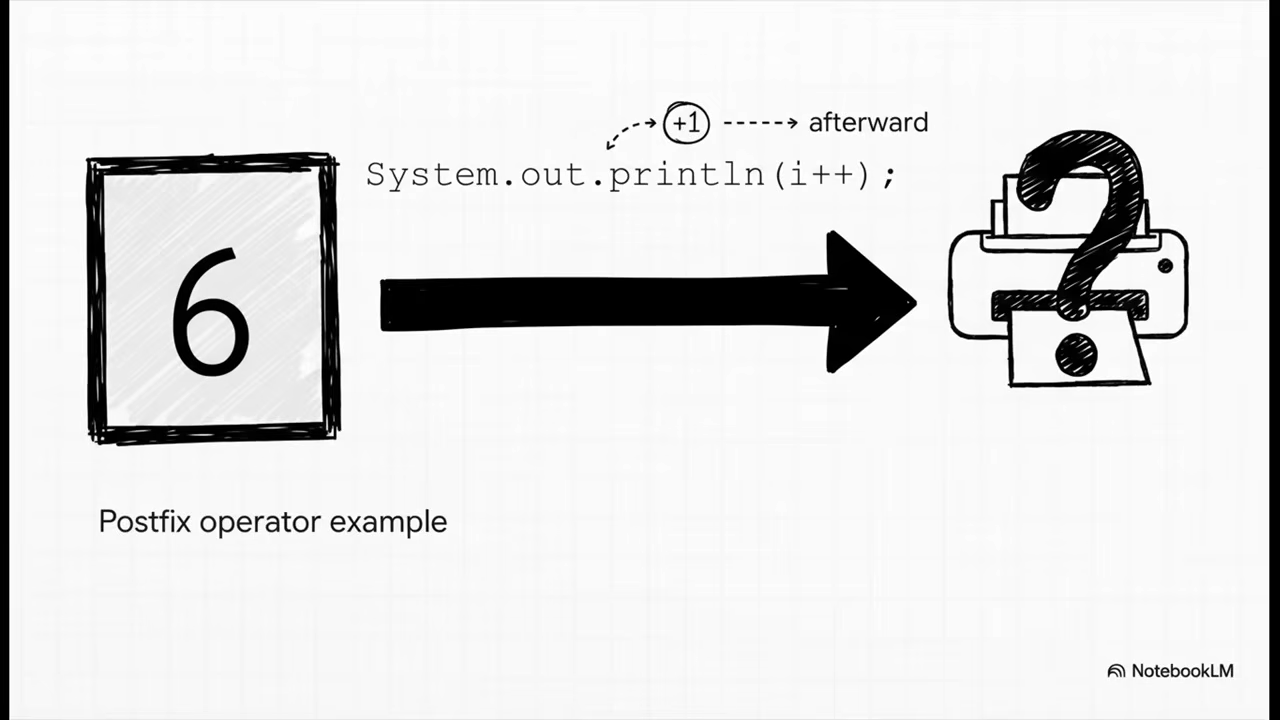 +1 afterward
System.out.println(i++);
6
?
Postfix operator example
NotebookLM